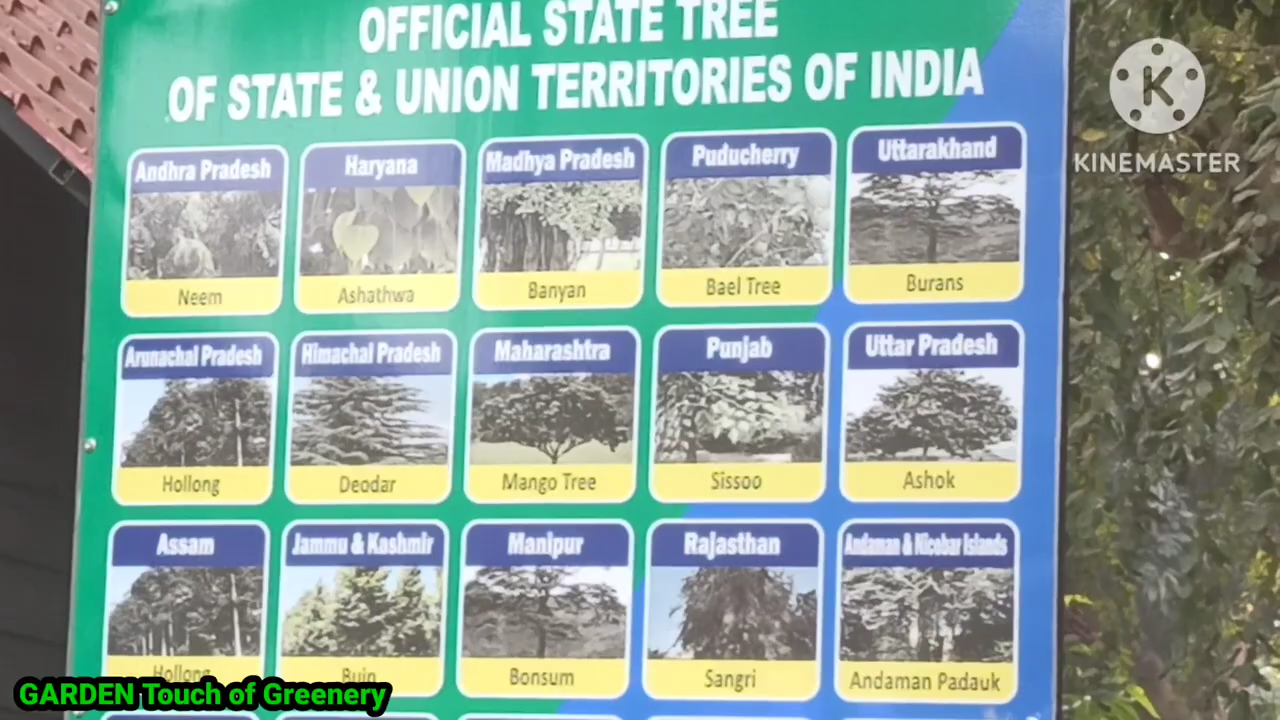 OFFICIAL STATE TREE
OF STATE & UNION TERRITORIES OF INDIA
K
KINEMASTER
Andhra Pradesh
Neem
Haryana
Ashathwa
Madhya Pradesh
Banyan
Puducherry
Bael Tree
Uttarakhand
Burans
Arunachal Pradesh
Hollong
Himachal Pradesh
Deodar
Maharashtra
Mango Tree
Punjab
Sissoo
Uttar Pradesh
Ashok
Assam
Hollong
Jammu & Kashmir
Buin
Manipur
Bonsum
Rajasthan
Sangri
Andaman & Nicobar Islands
Andaman Padauk
GARDEN Touch of Greenery